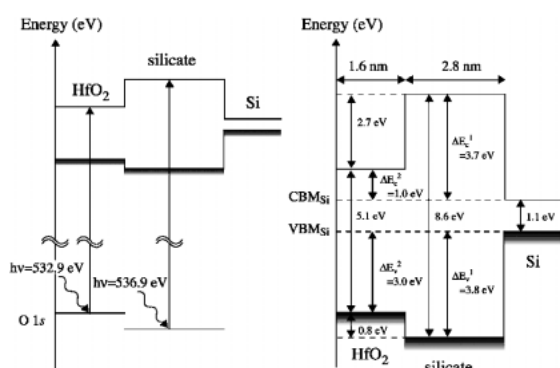 Energy (eV)
HfO2
silicate
Si
hν=532.9 eV
hν=536.9 eV
O 1s
Energy (eV)
1.6 nm
2.8 nm
2.7 eV
ΔEc1
=3.7 eV
ΔEc2
=1.0 eV
CBMSi
5.1 eV
8.6 eV
1.1 eV
VBMSi
Si
ΔEv2
=3.0 eV
ΔEv1
=3.8 eV
0.8 eV
HfO2
silicate